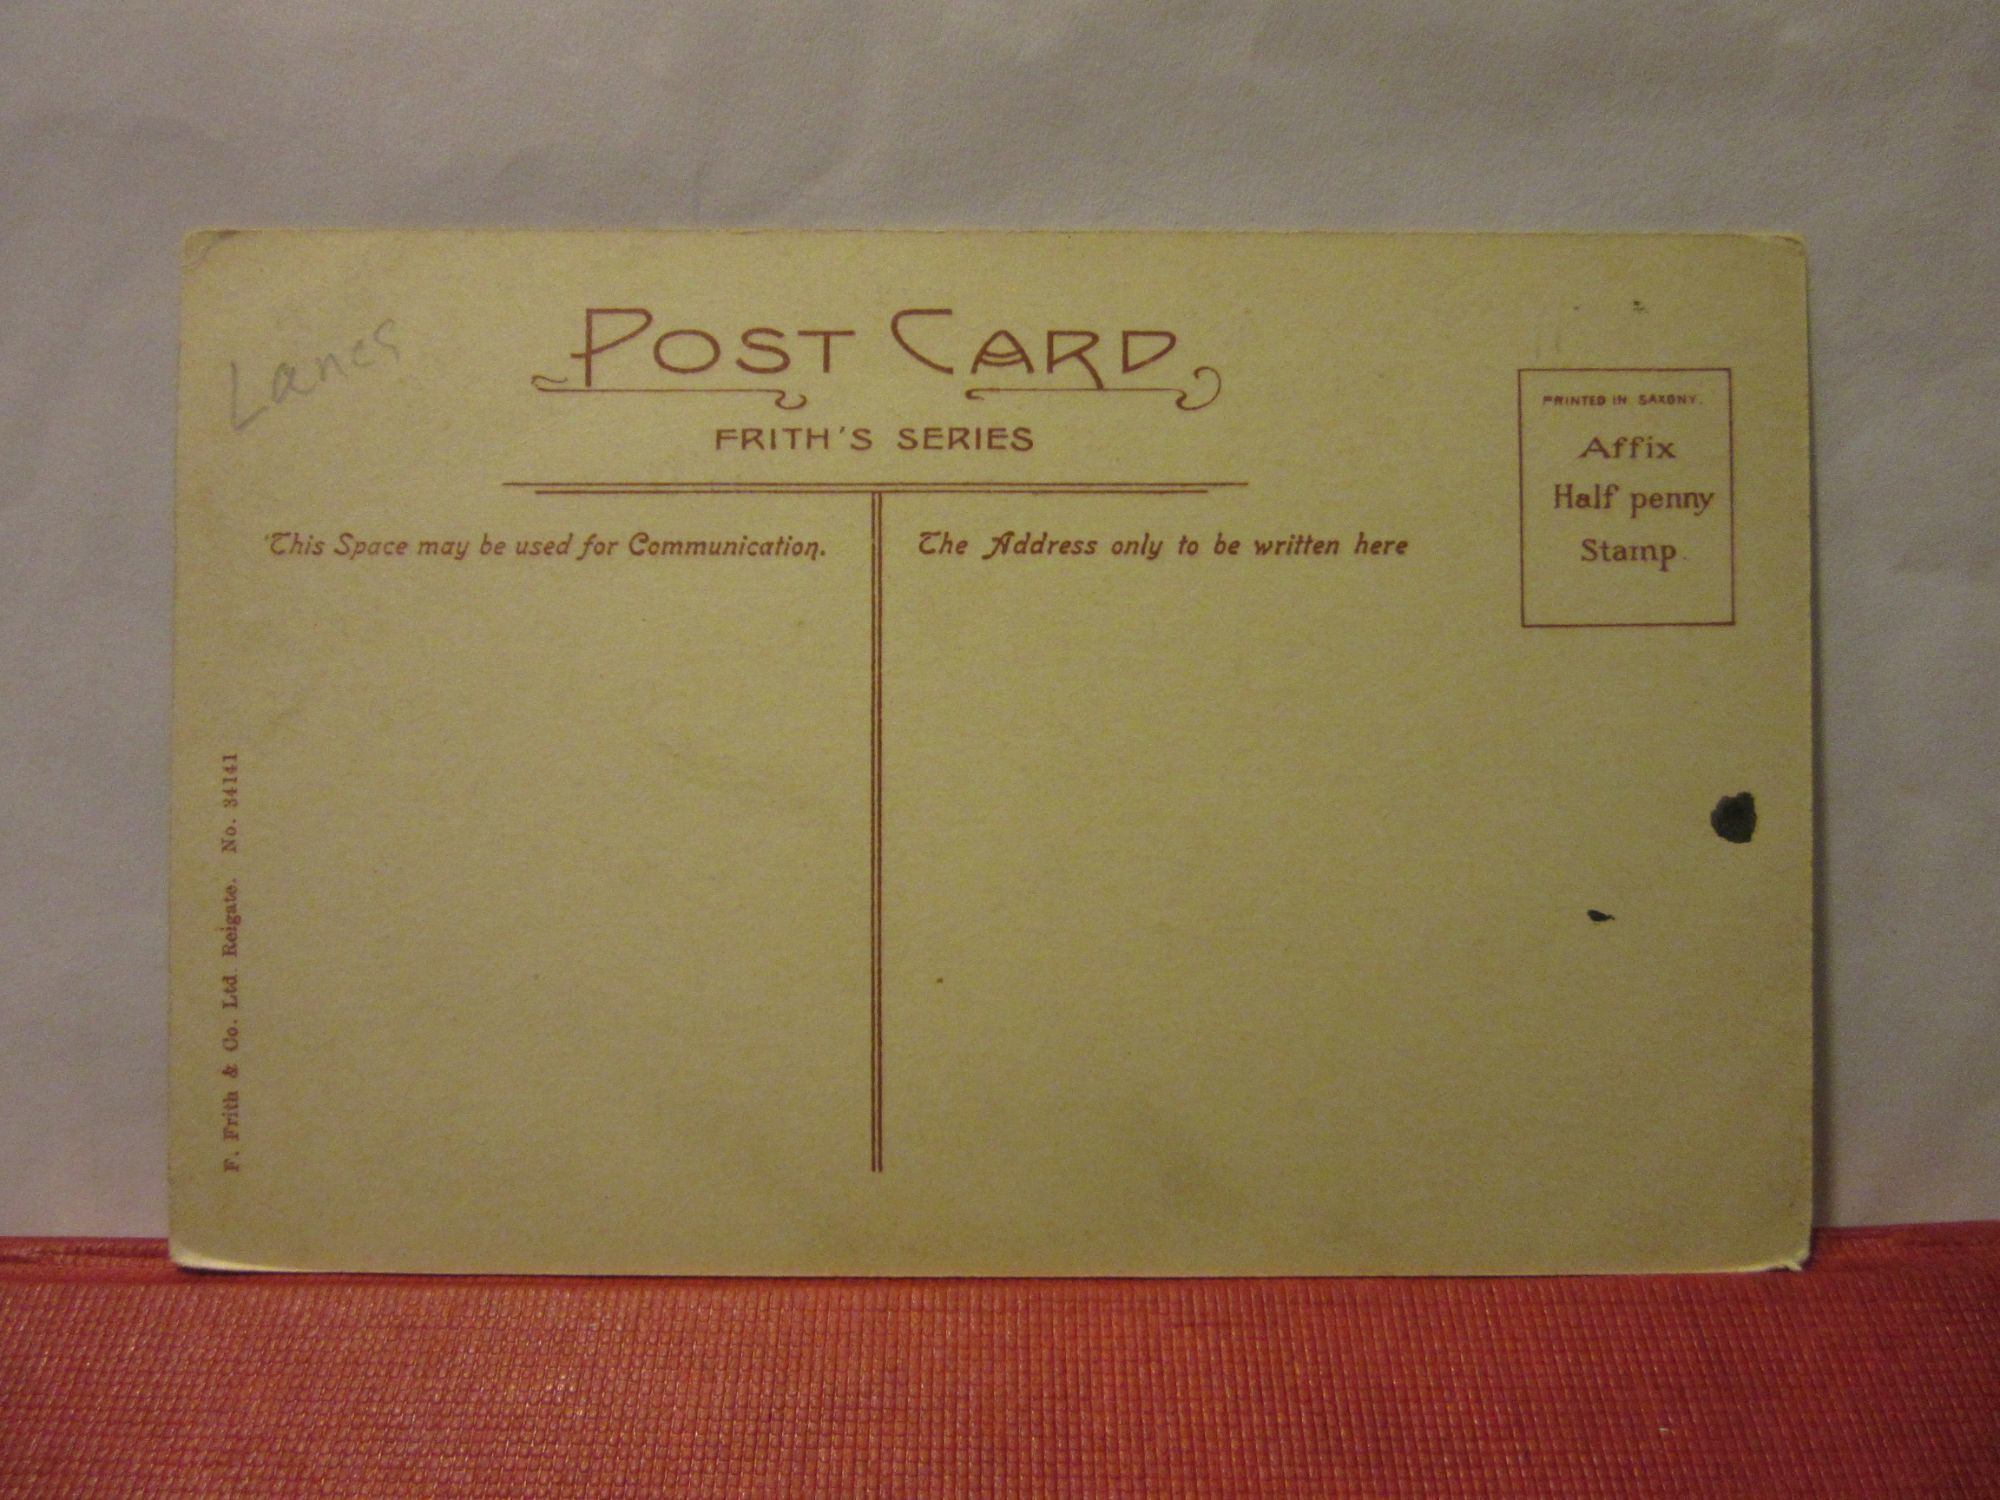 Lancs
POST CARD
FRITH'S SERIES
PRINTED IN SAXONY.
Affix
Half penny
Stamp.
This Space may be used for Communication.
The Address only to be written here
F. Frith & Co. Ltd. Reigate. No. 34141